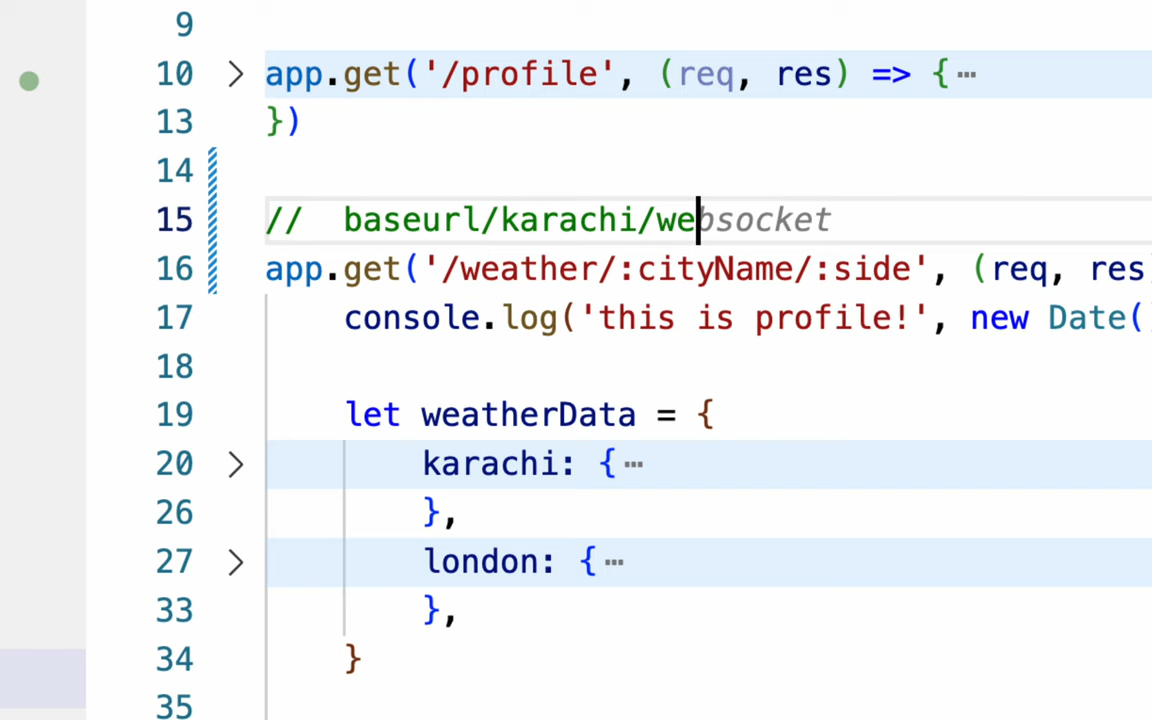 9
10 app.get('/profile', (req, res) => {…
13 })
14
15 //  baseurl/karachi/websocket
16 app.get('/weather/:cityName/:side', (req, res)
17     console.log('this is profile!', new Date()
18
19     let weatherData = {
20         karachi: {…
26         },
27         london: {…
33         },
34     }
35